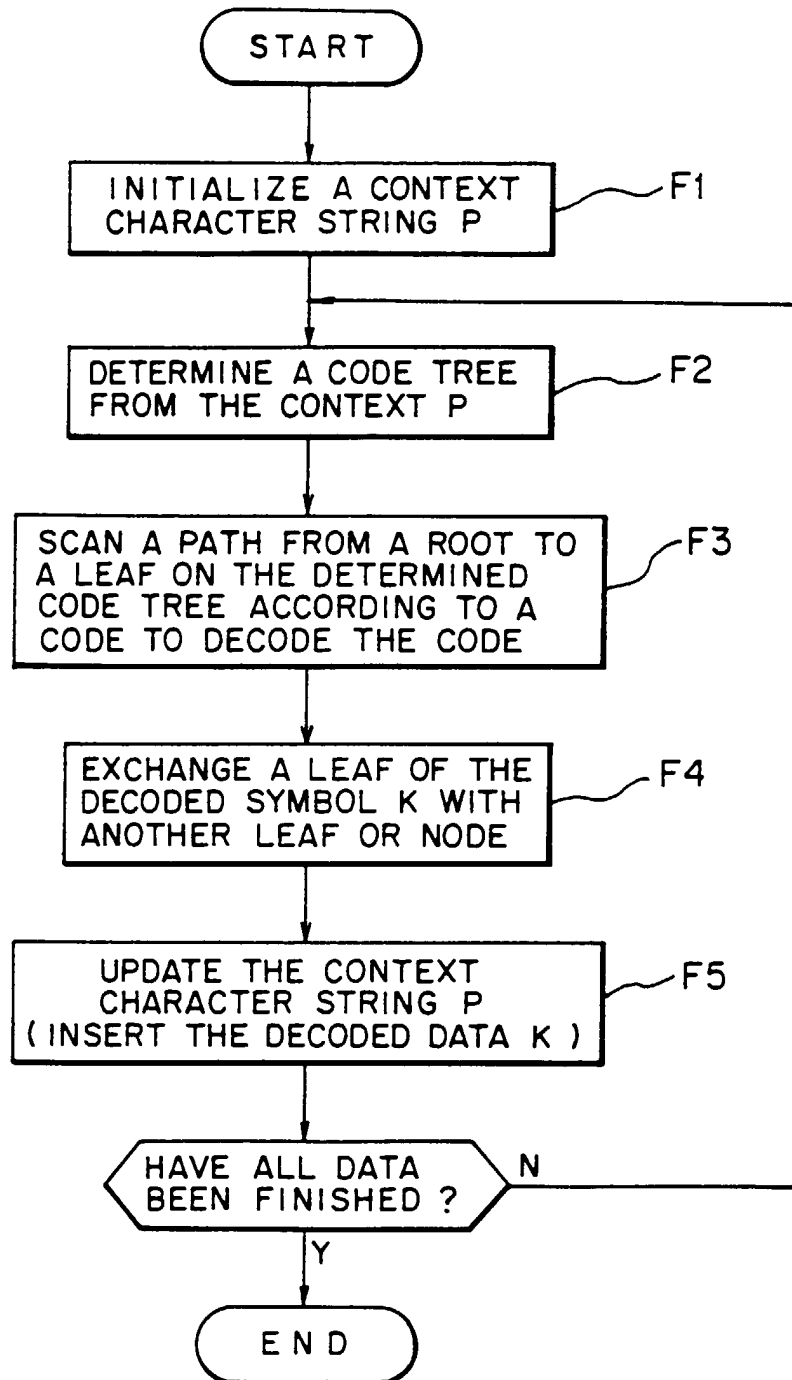 START
INITIALIZE A CONTEXT
CHARACTER STRING P
F1
DETERMINE A CODE TREE
FROM THE CONTEXT P
F2
SCAN A PATH FROM A ROOT TO
A LEAF ON THE DETERMINED
CODE TREE ACCORDING TO A
CODE TO DECODE THE CODE
F3
EXCHANGE A LEAF OF THE
DECODED SYMBOL K WITH
ANOTHER LEAF OR NODE
F4
UPDATE THE CONTEXT
CHARACTER STRING P
(INSERT THE DECODED DATA K)
F5
HAVE ALL DATA
BEEN FINISHED ?
N
Y
END